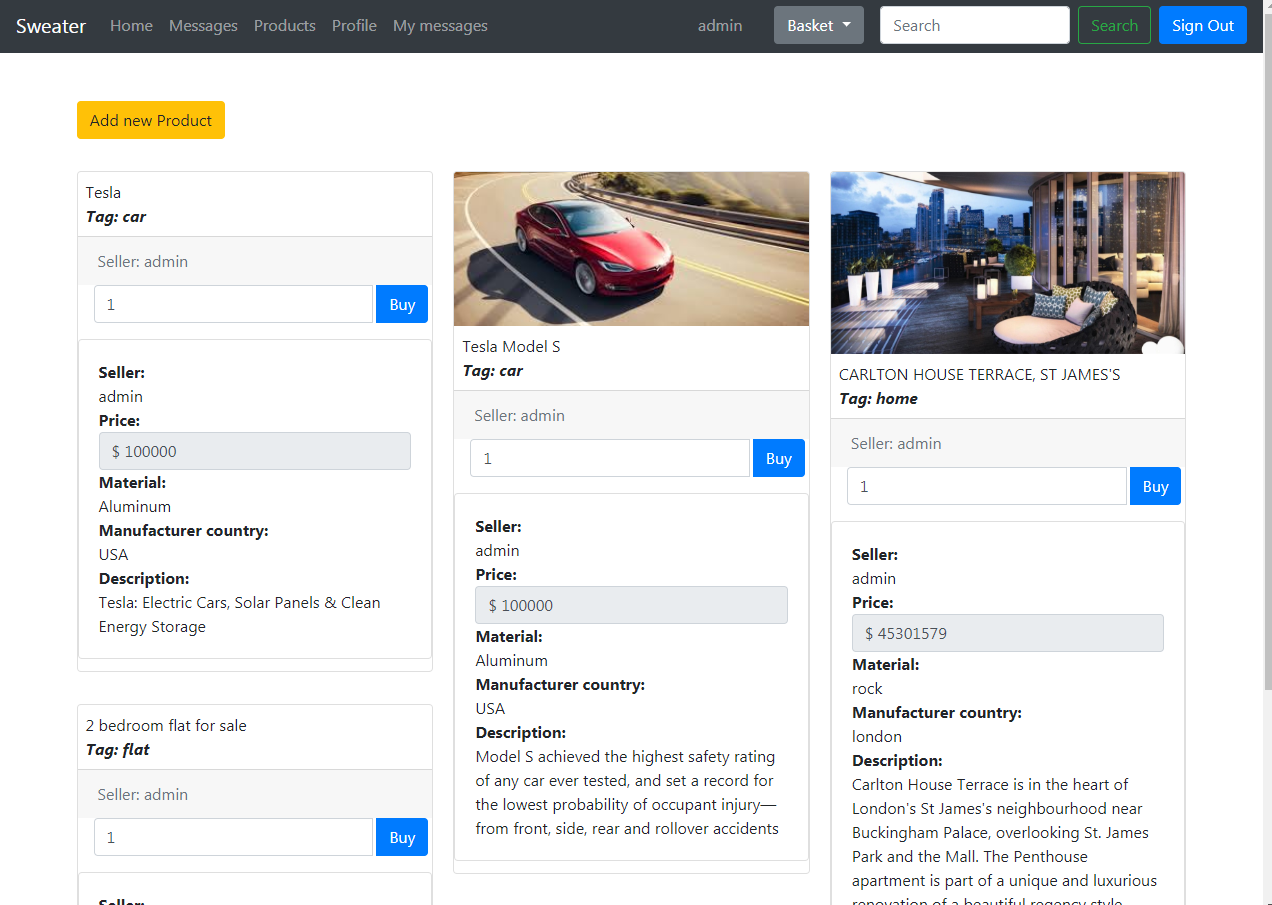 Sweater Home Messages Products Profile My messages admin Basket Search Search Sign Out
Add new Product
Tesla
Tag: car
Seller: admin
1 Buy
Seller:
admin
Price:
$ 100000
Material:
Aluminum
Manufacturer country:
USA
Description:
Tesla: Electric Cars, Solar Panels & Clean
Energy Storage
2 bedroom flat for sale
Tag: flat
Seller: admin
1 Buy
Seller:
Tesla Model S
Tag: car
Seller: admin
1 Buy
Seller:
admin
Price:
$ 100000
Material:
Aluminum
Manufacturer country:
USA
Description:
Model S achieved the highest safety rating
of any car ever tested, and set a record for
the lowest probability of occupant injury—
from front, side, rear and rollover accidents
CARLTON HOUSE TERRACE, ST JAMES'S
Tag: home
Seller: admin
1 Buy
Seller:
admin
Price:
$ 45301579
Material:
rock
Manufacturer country:
london
Description:
Carlton House Terrace is in the heart of
London's St James's neighbourhood near
Buckingham Palace, overlooking St. James
Park and the Mall. The Penthouse
apartment is part of a unique and luxurious
renovation of a beautiful regency style